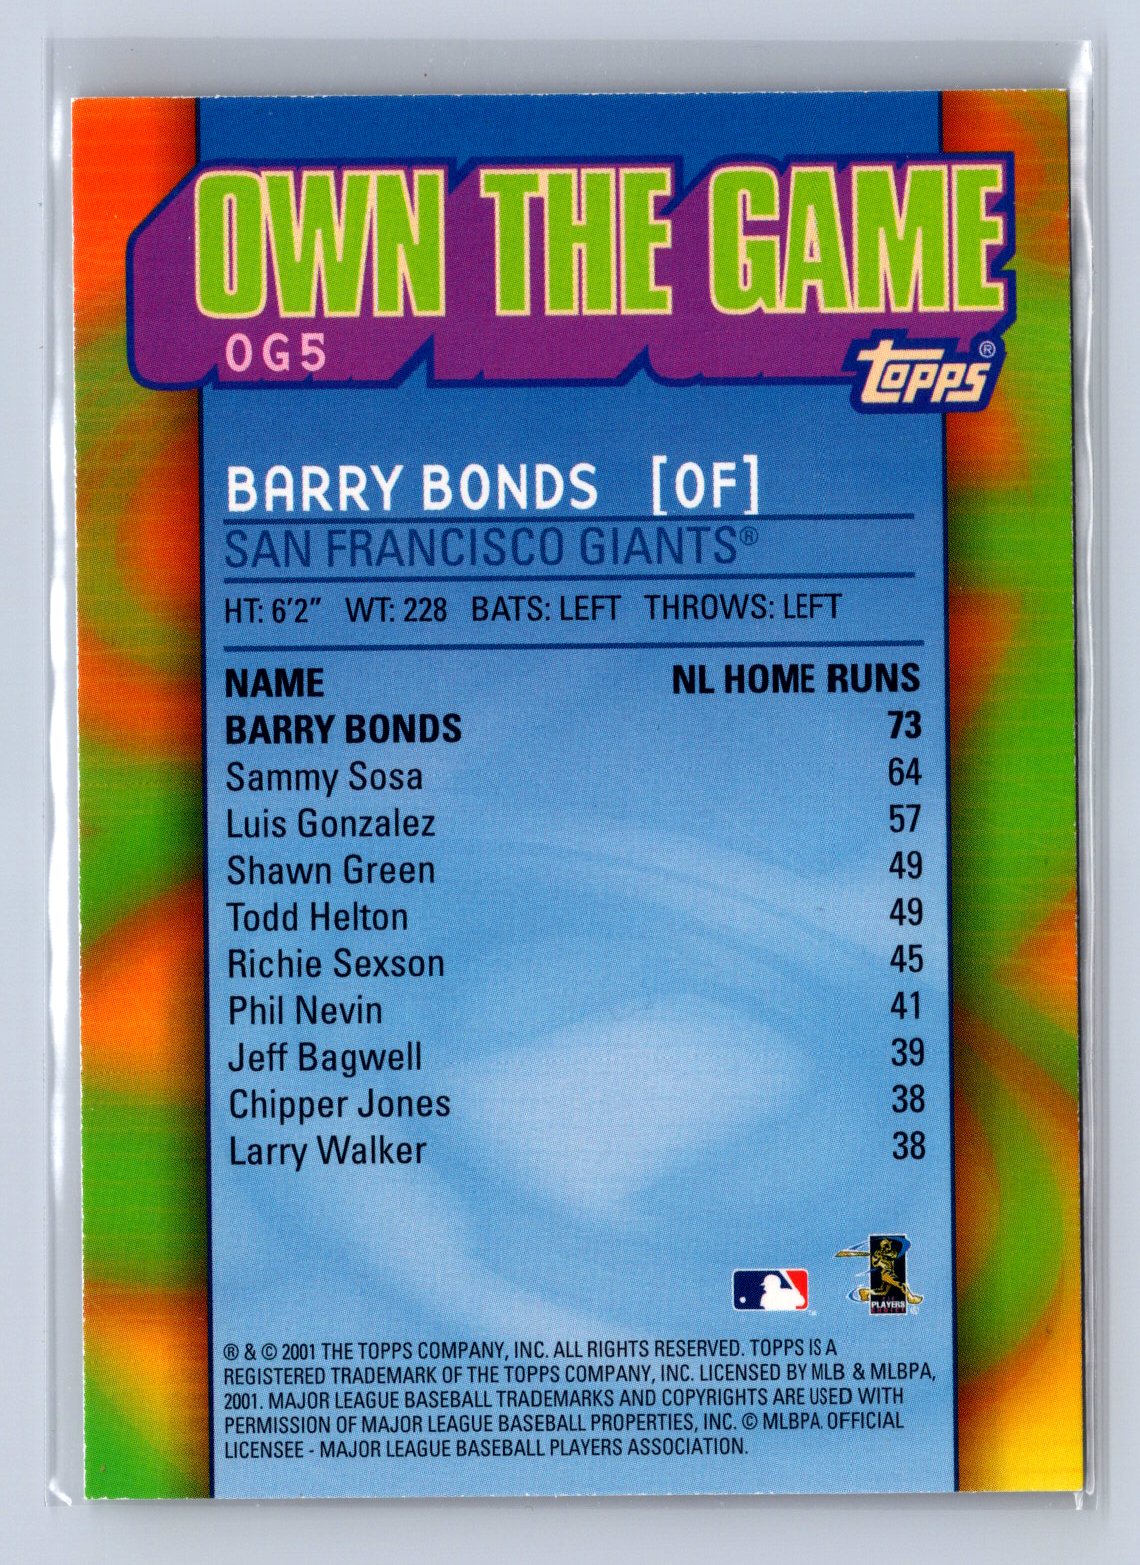 OWN THE GAME
OG5
Topps®
BARRY BONDS [OF]
SAN FRANCISCO GIANTS®
HT: 6'2" WT: 228 BATS: LEFT THROWS: LEFT
NAME NL HOME RUNS
BARRY BONDS 73
Sammy Sosa 64
Luis Gonzalez 57
Shawn Green 49
Todd Helton 49
Richie Sexson 45
Phil Nevin 41
Jeff Bagwell 39
Chipper Jones 38
Larry Walker 38
PLAYERS
® & © 2001 THE TOPPS COMPANY, INC. ALL RIGHTS RESERVED. TOPPS IS A
REGISTERED TRADEMARK OF THE TOPPS COMPANY, INC. LICENSED BY MLB & MLBPA,
2001. MAJOR LEAGUE BASEBALL TRADEMARKS AND COPYRIGHTS ARE USED WITH
PERMISSION OF MAJOR LEAGUE BASEBALL PROPERTIES, INC. © MLBPA OFFICIAL
LICENSEE - MAJOR LEAGUE BASEBALL PLAYERS ASSOCIATION.